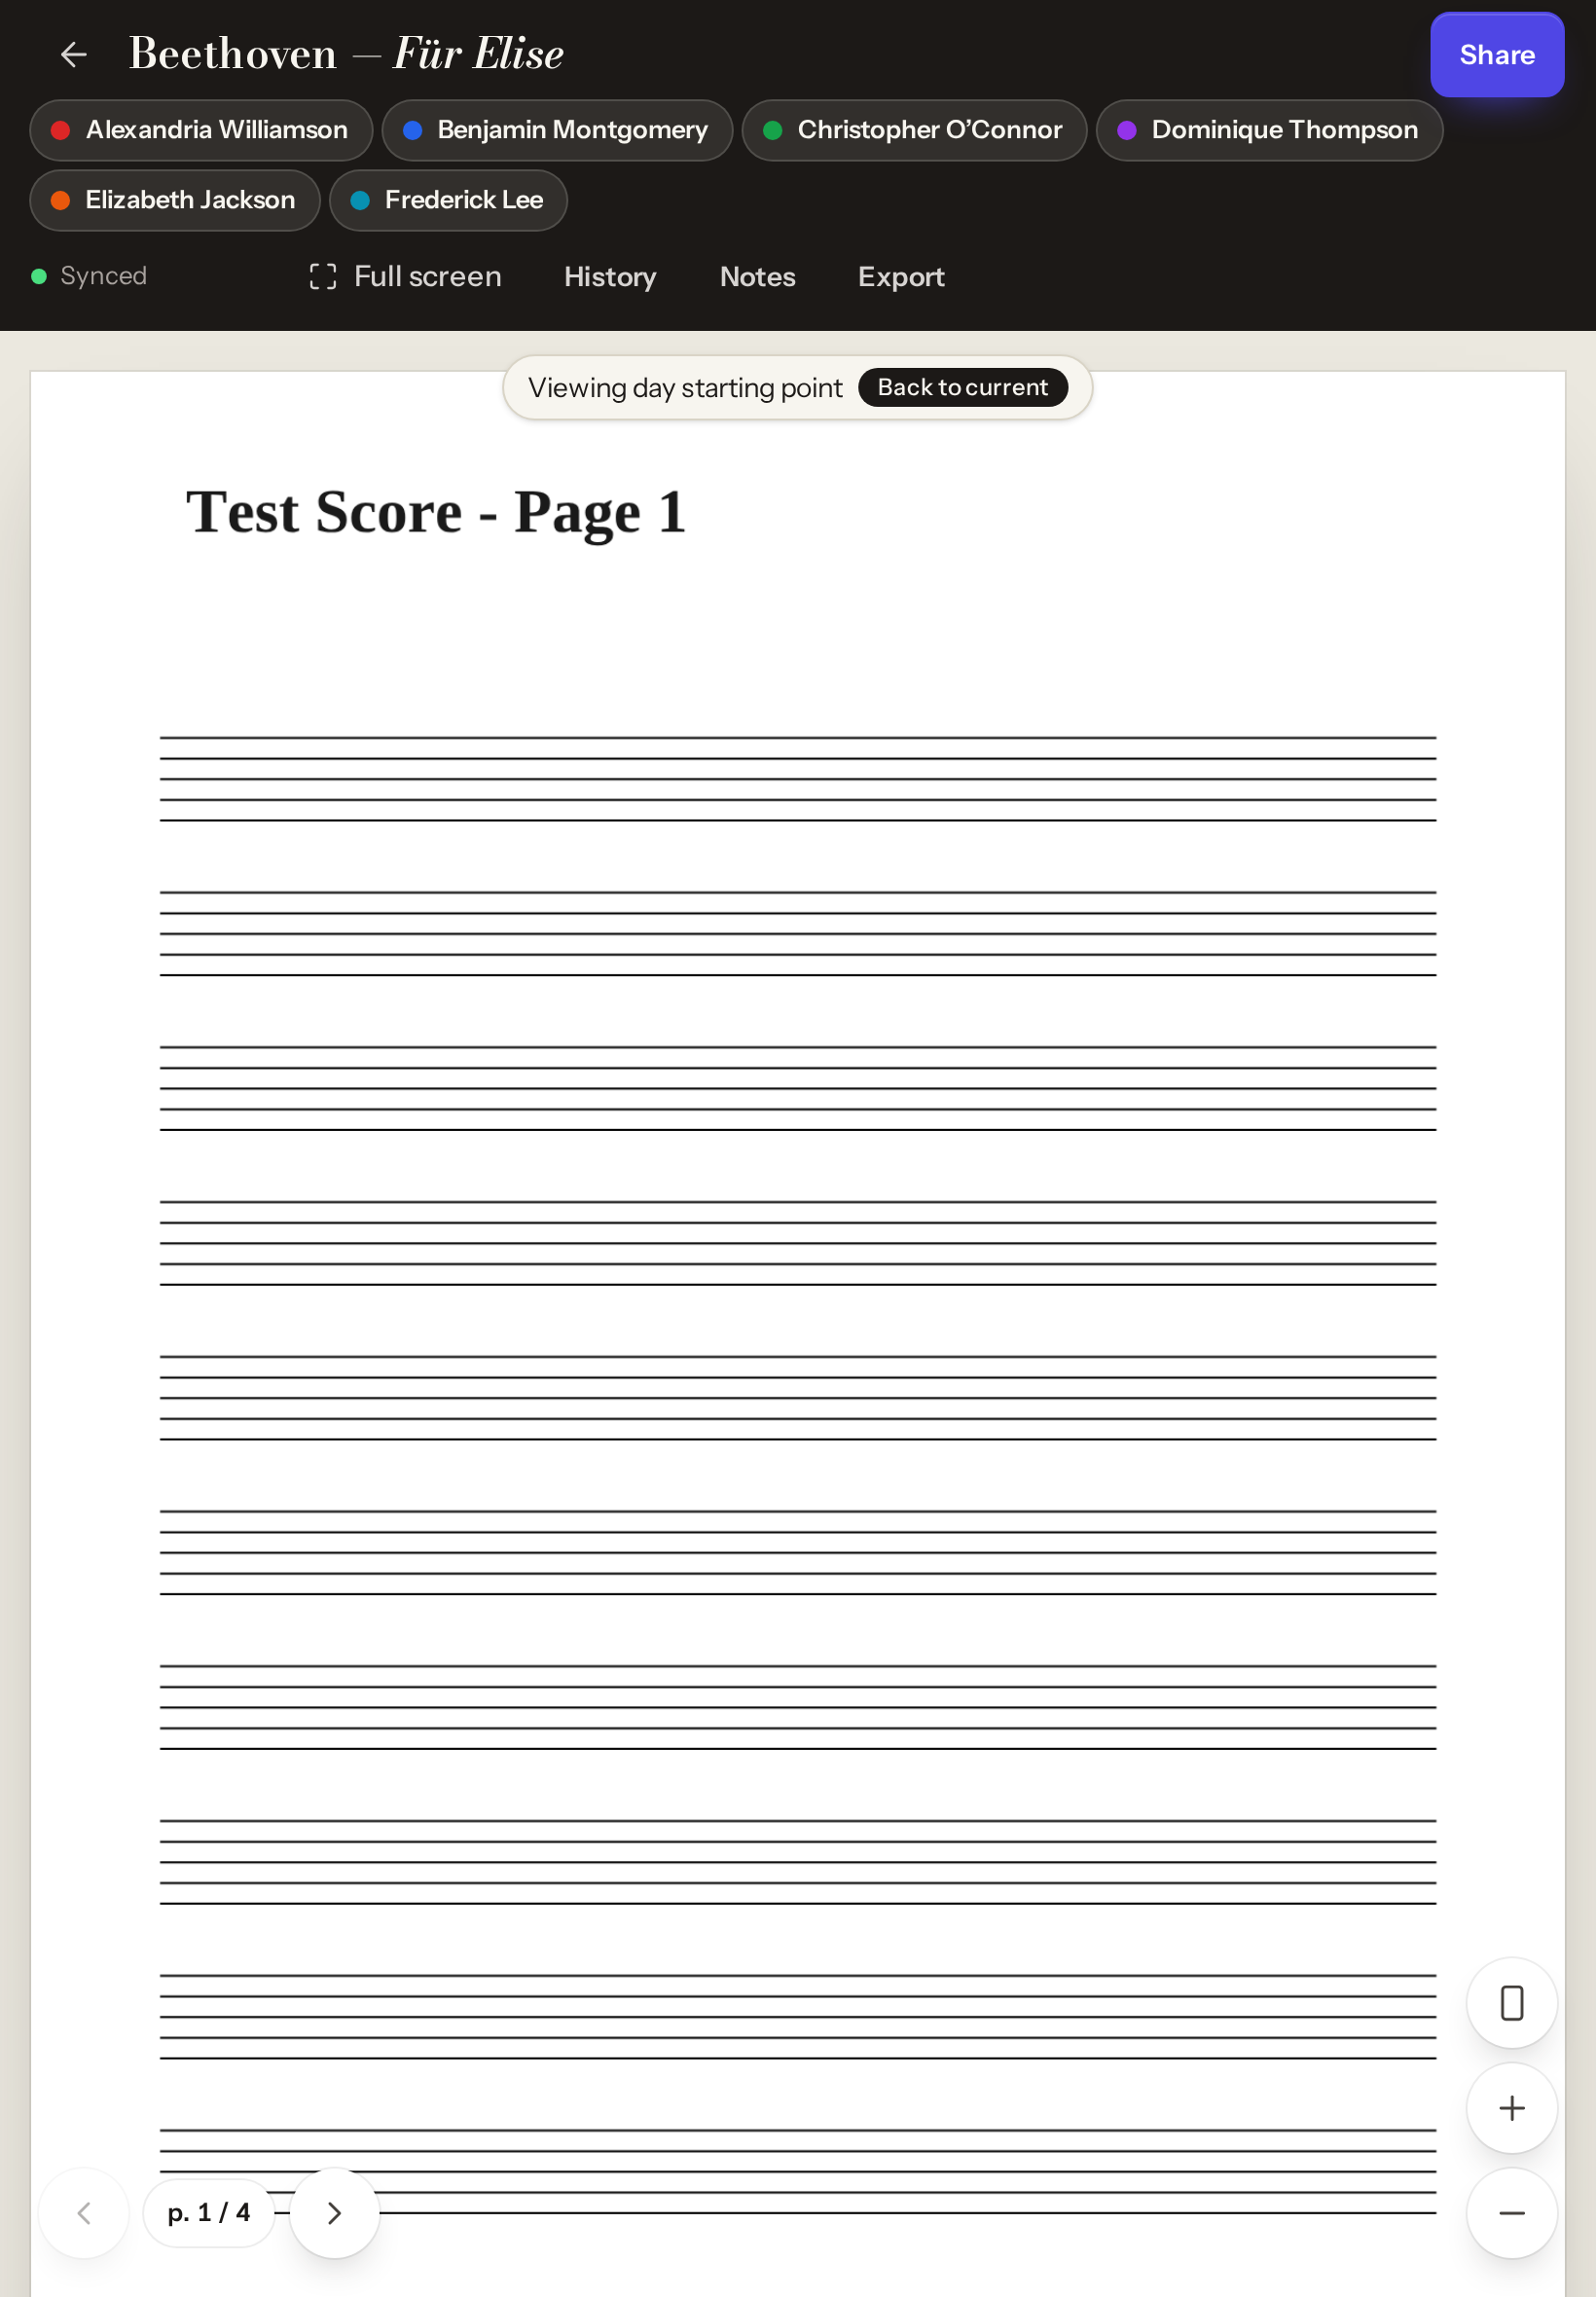 Beethoven — Für Elise
Share
Alexandria Williamson
Benjamin Montgomery
Christopher O’Connor
Dominique Thompson
Elizabeth Jackson
Frederick Lee
Synced
Full screen
History
Notes
Export
Viewing day starting point
Back to current
Test Score - Page 1
p. 1 / 4